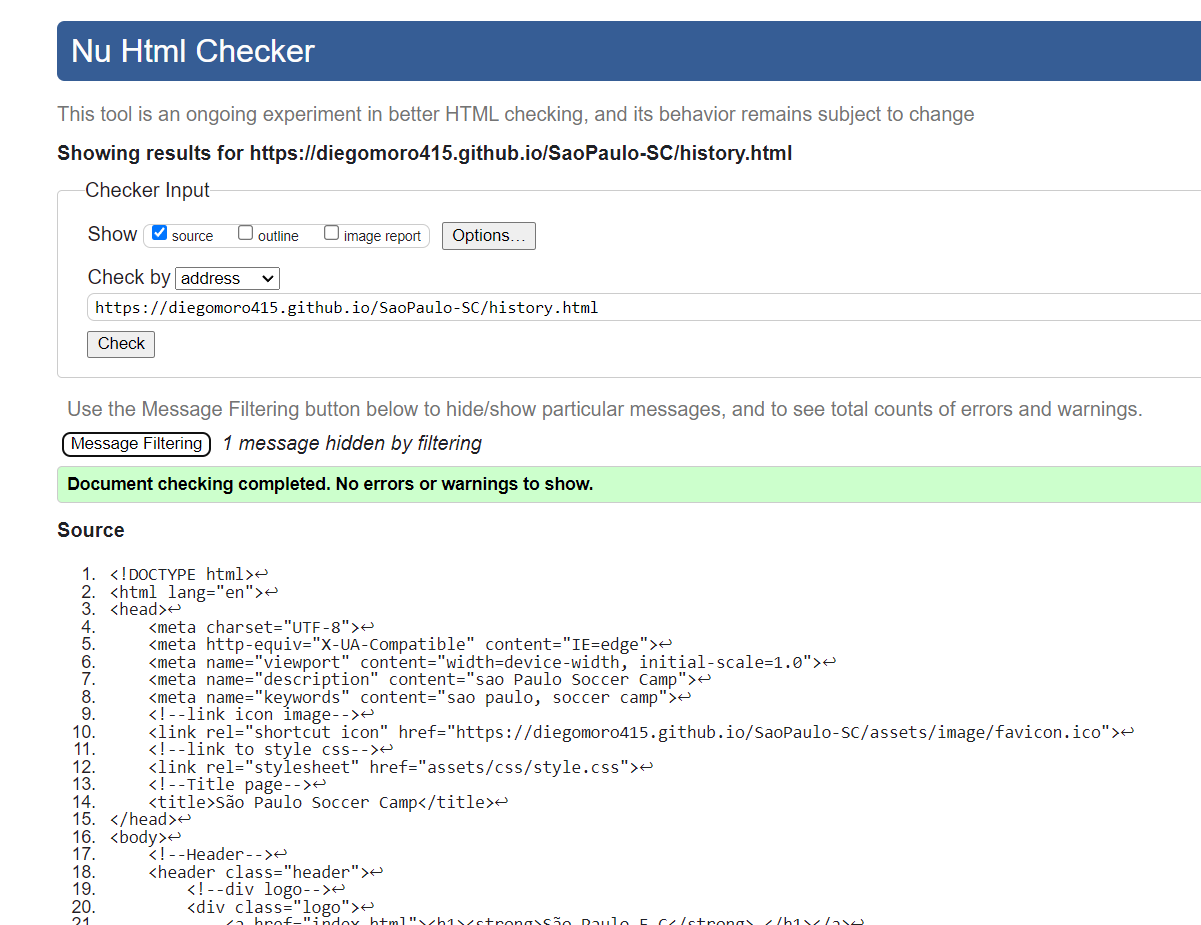 Nu Html Checker
This tool is an ongoing experiment in better HTML checking, and its behavior remains subject to change
Showing results for https://diegomoro415.github.io/SaoPaulo-SC/history.html
Checker Input
Show source outline image report Options...
Check by address
https://diegomoro415.github.io/SaoPaulo-SC/history.html
Check
Use the Message Filtering button below to hide/show particular messages, and to see total counts of errors and warnings.
Message Filtering 1 message hidden by filtering
Document checking completed. No errors or warnings to show.
Source
1. <!DOCTYPE html>↩
2. <html lang="en">↩
3. <head>↩
4. <meta charset="UTF-8">↩
5. <meta http-equiv="X-UA-Compatible" content="IE=edge">↩
6. <meta name="viewport" content="width=device-width, initial-scale=1.0">↩
7. <meta name="description" content="sao Paulo Soccer Camp">↩
8. <meta name="keywords" content="sao paulo, soccer camp">↩
9. <!--link icon image-->↩
10. <link rel="shortcut icon" href="https://diegomoro415.github.io/SaoPaulo-SC/assets/image/favicon.ico">↩
11. <!--link to style css-->↩
12. <link rel="stylesheet" href="assets/css/style.css">↩
13. <!--Title page-->↩
14. <title>São Paulo Soccer Camp</title>↩
15. </head>↩
16. <body>↩
17. <!--Header-->↩
18. <header class="header">↩
19. <!--div logo-->↩
20. <div class="logo">↩
21. <a href="index.html"><h1><strong>São Paulo F.C</strong> </h1></a>↩